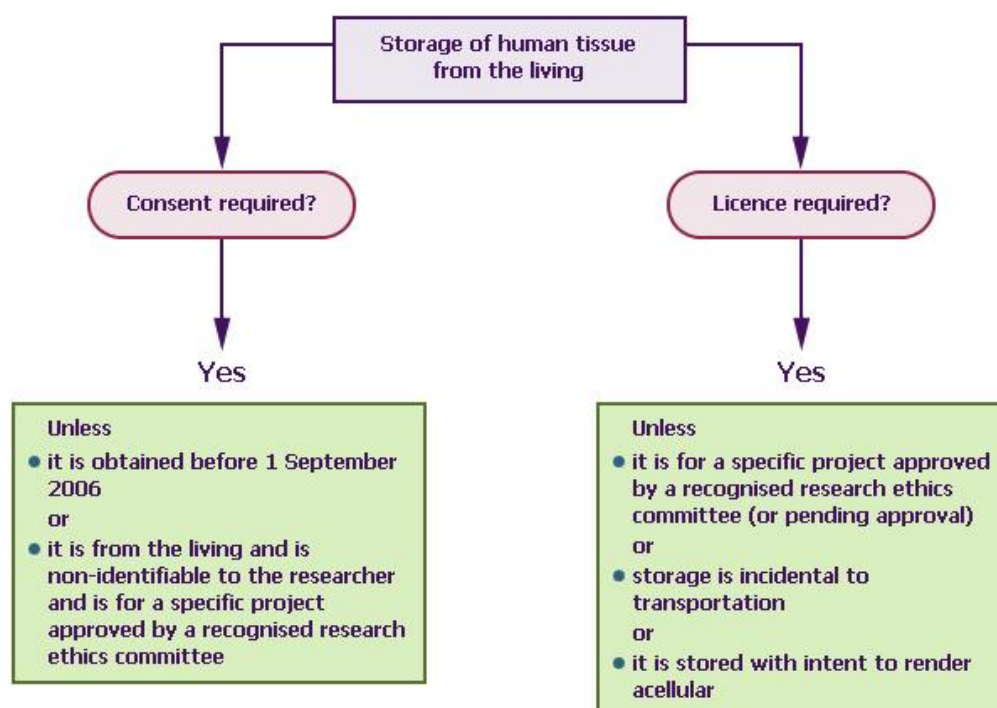 Storage of human tissue
from the living
Consent required?
Licence required?
Yes
Yes
Unless
• it is obtained before 1 September
2006
or
• it is from the living and is
non-identifiable to the researcher
and is for a specific project
approved by a recognised research
ethics committee
Unless
• it is for a specific project approved
by a recognised research ethics
committee (or pending approval)
or
• storage is incidental to
transportation
or
• it is stored with intent to render
acellular